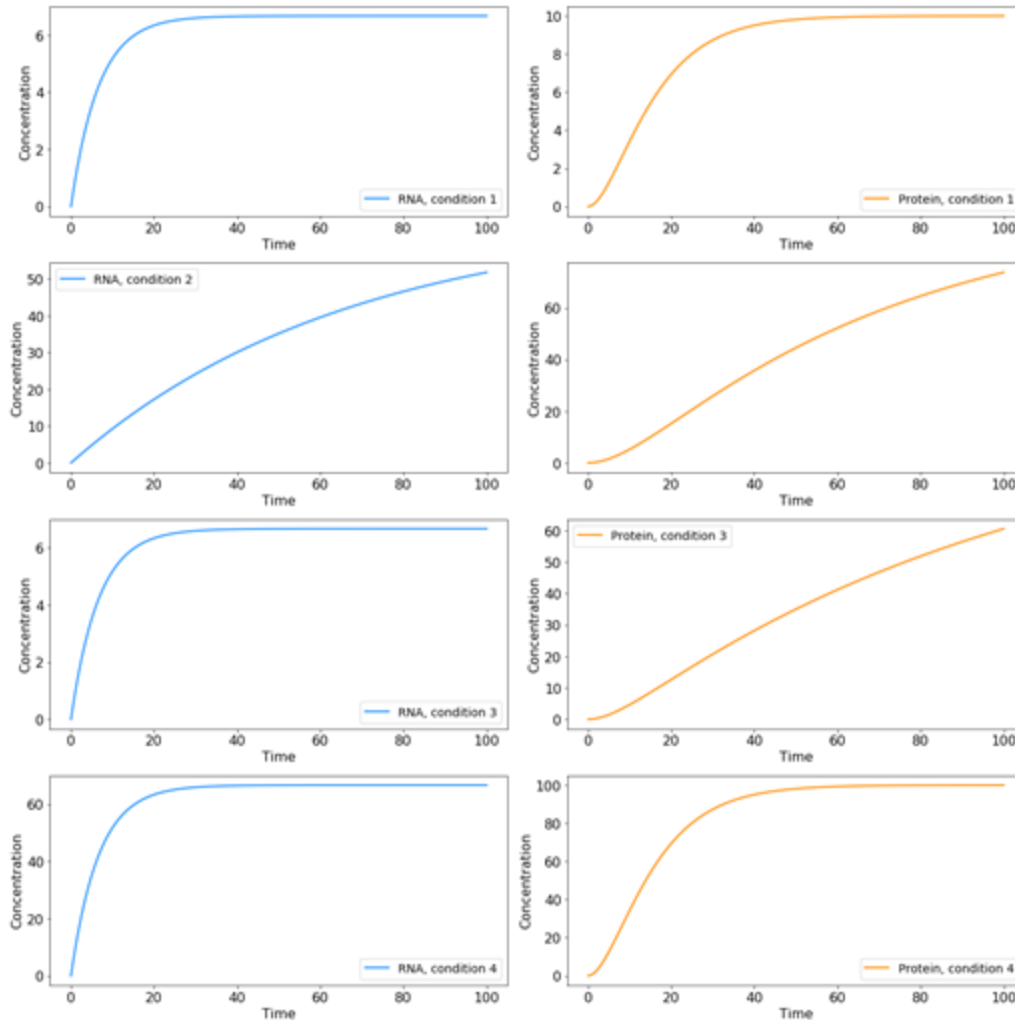 Concentration
6
4
2
0
0 20 40 60 80 100
Time
RNA, condition 1
Concentration
10
8
6
4
2
0
0 20 40 60 80 100
Time
Protein, condition 1
Concentration
50
40
30
20
10
0
0 20 40 60 80 100
Time
RNA, condition 2
Concentration
60
40
20
0
0 20 40 60 80 100
Time
Concentration
6
4
2
0
0 20 40 60 80 100
Time
RNA, condition 3
Concentration
60
50
40
30
20
10
0
0 20 40 60 80 100
Time
Protein, condition 3
Concentration
60
40
20
0
0 20 40 60 80 100
Time
RNA, condition 4
Concentration
100
80
60
40
20
0
0 20 40 60 80 100
Time
Protein, condition 4